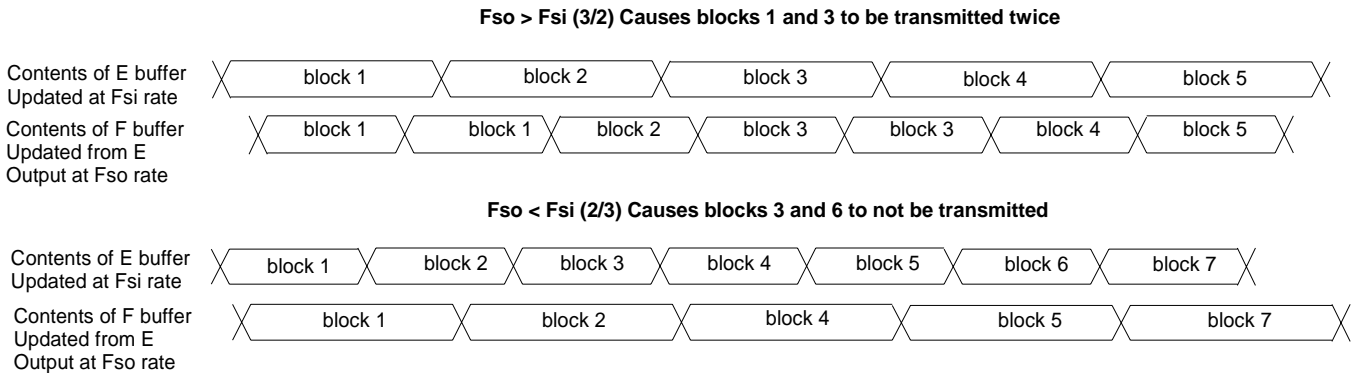 Fso > Fsi (3/2) Causes blocks 1 and 3 to be transmitted twice
Contents of E buffer
Updated at Fsi rate
block 1 block 2 block 3 block 4 block 5
Contents of F buffer
Updated from E
Output at Fso rate
block 1 block 1 block 2 block 3 block 3 block 4 block 5
Fso < Fsi (2/3) Causes blocks 3 and 6 to not be transmitted
Contents of E buffer
Updated at Fsi rate
block 1 block 2 block 3 block 4 block 5 block 6 block 7
Contents of F buffer
Updated from E
Output at Fso rate
block 1 block 2 block 4 block 5 block 7